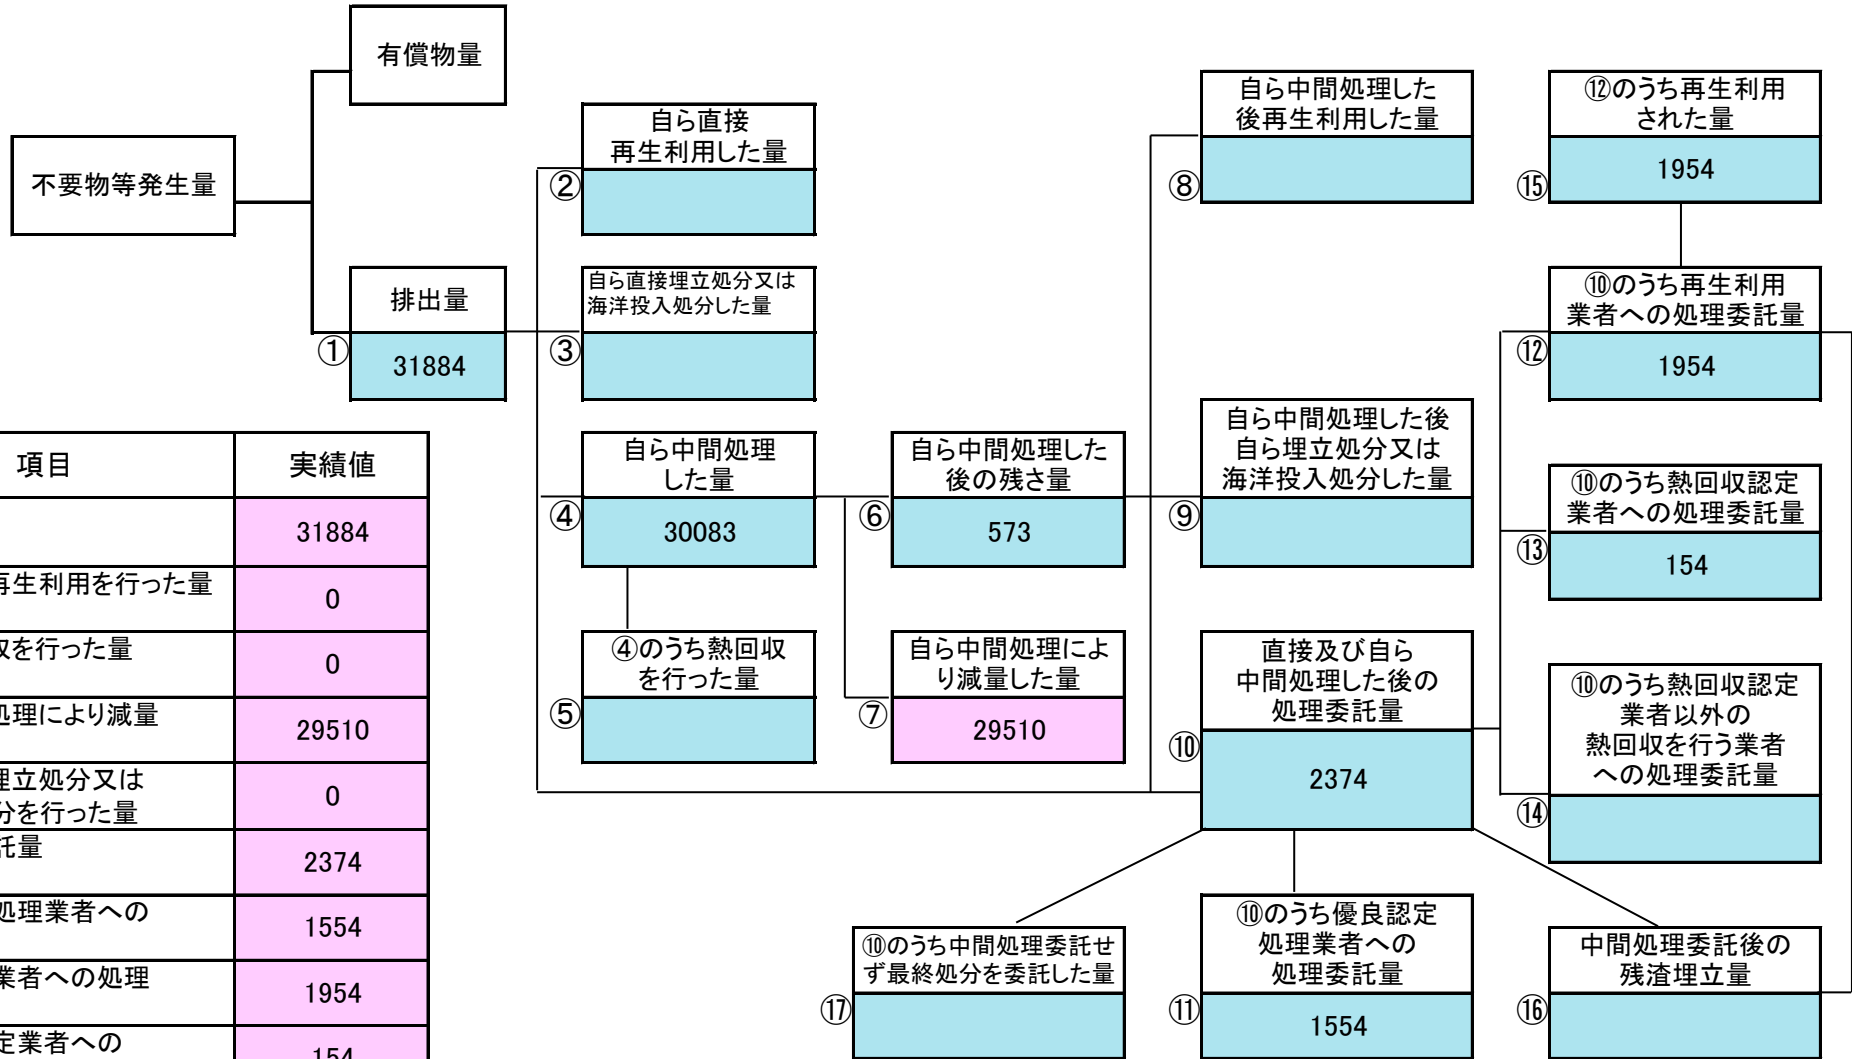 有償物量
不要物等発生量
排出量
①
31884
自ら直接
再生利用した量
②
自ら直接埋立処分又は
海洋投入処分した量
③
自ら中間処理
した量
④
30083
④のうち熱回収
を行った量
⑤
自ら中間処理した
後の残さ量
⑥
573
自ら中間処理によ
り減量した量
⑦
29510
自ら中間処理した
後再生利用した量
⑧
自ら中間処理した後
自ら埋立処分又は
海洋投入処分した量
⑨
直接及び自ら
中間処理した後の
処理委託量
⑩
2374
⑫のうち再生利用
された量
⑮
1954
⑩のうち再生利用
業者への処理委託量
⑫
1954
⑩のうち熱回収認定
業者への処理委託量
⑬
154
⑩のうち熱回収認定
業者以外の
熱回収を行う業者
への処理委託量
⑭
⑩のうち中間処理委託せ
ず最終処分を委託した量
⑰
⑩のうち優良認定
処理業者への
処理委託量
⑪
1554
中間処理委託後の
残渣埋立量
⑯
項目 実績値
31884
再生利用を行った量 0
を行った量 0
処理により減量 29510
埋立処分又は
分を行った量 0
託量 2374
処理業者への 1554
業者への処理 1954
定業者への 154